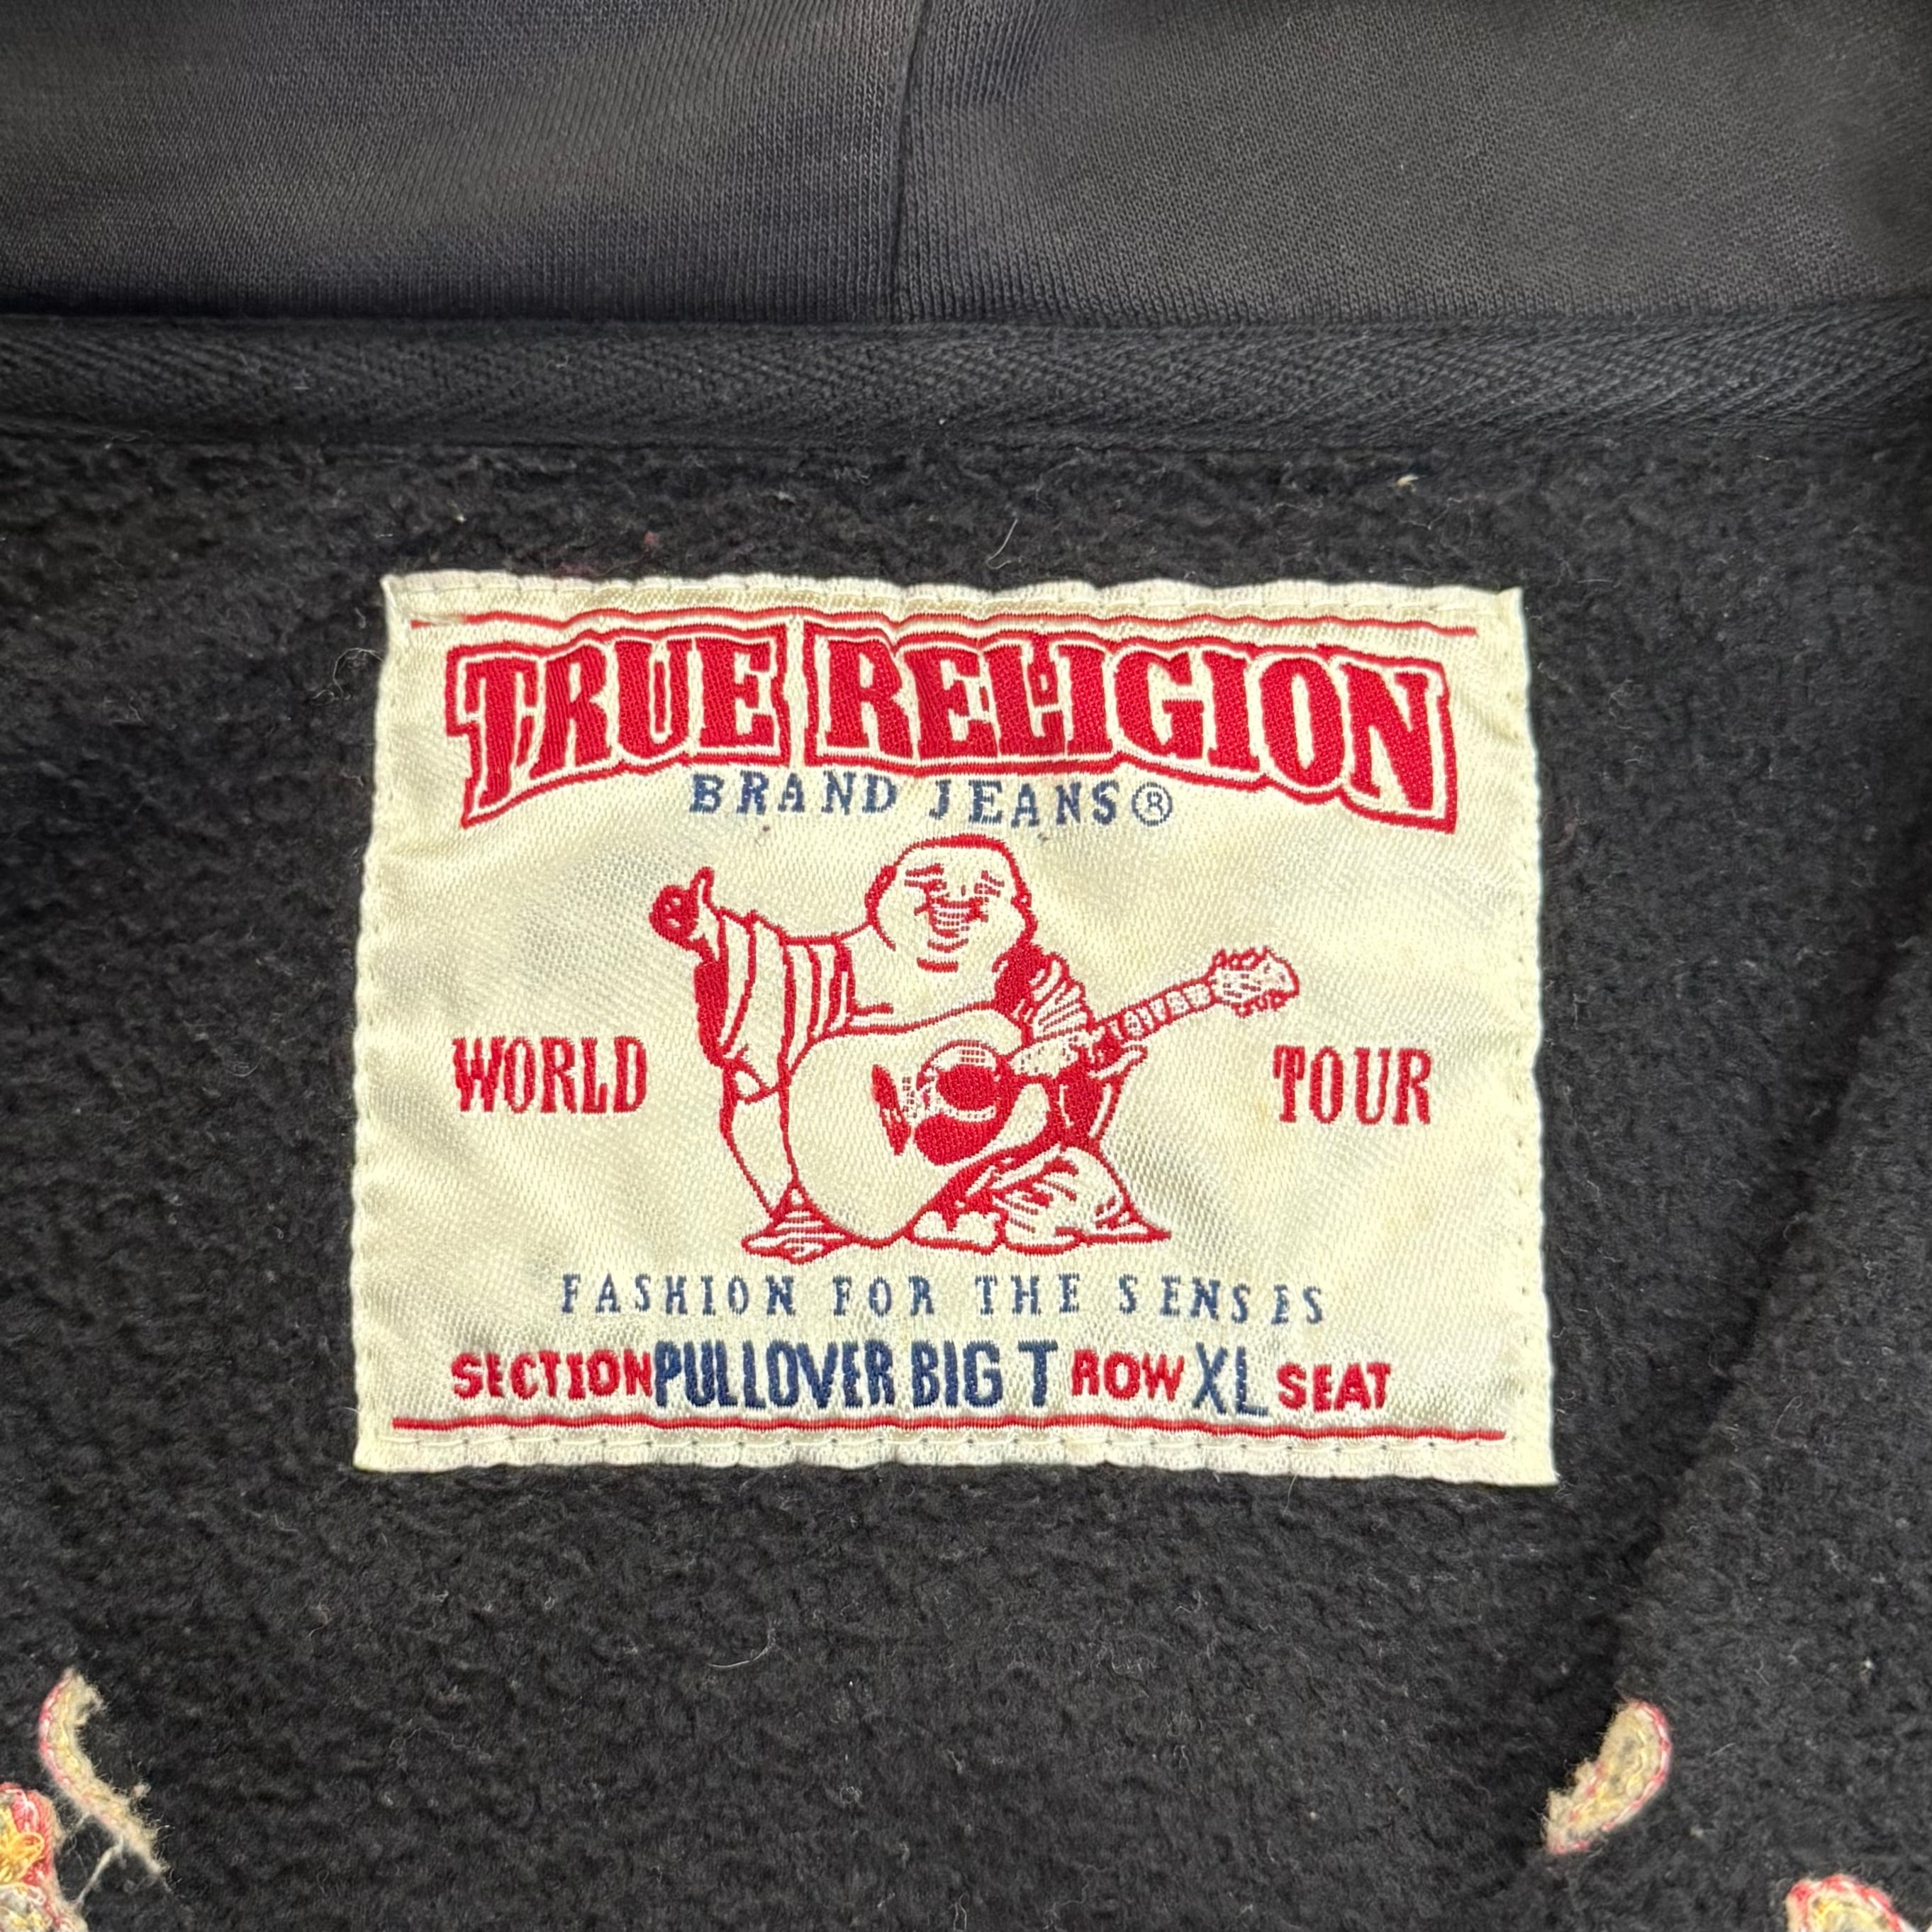 TRUE RELIGION
BRAND JEANS®
WORLD TOUR
FASHION FOR THE SENSES
SECTION PULLOVER BIG T ROW XL SEAT